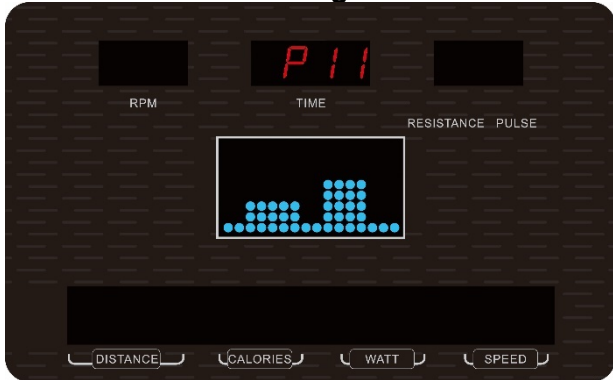 P11
RPM
TIME
RESISTANCE PULSE
DISTANCE
CALORIES
WATT
SPEED